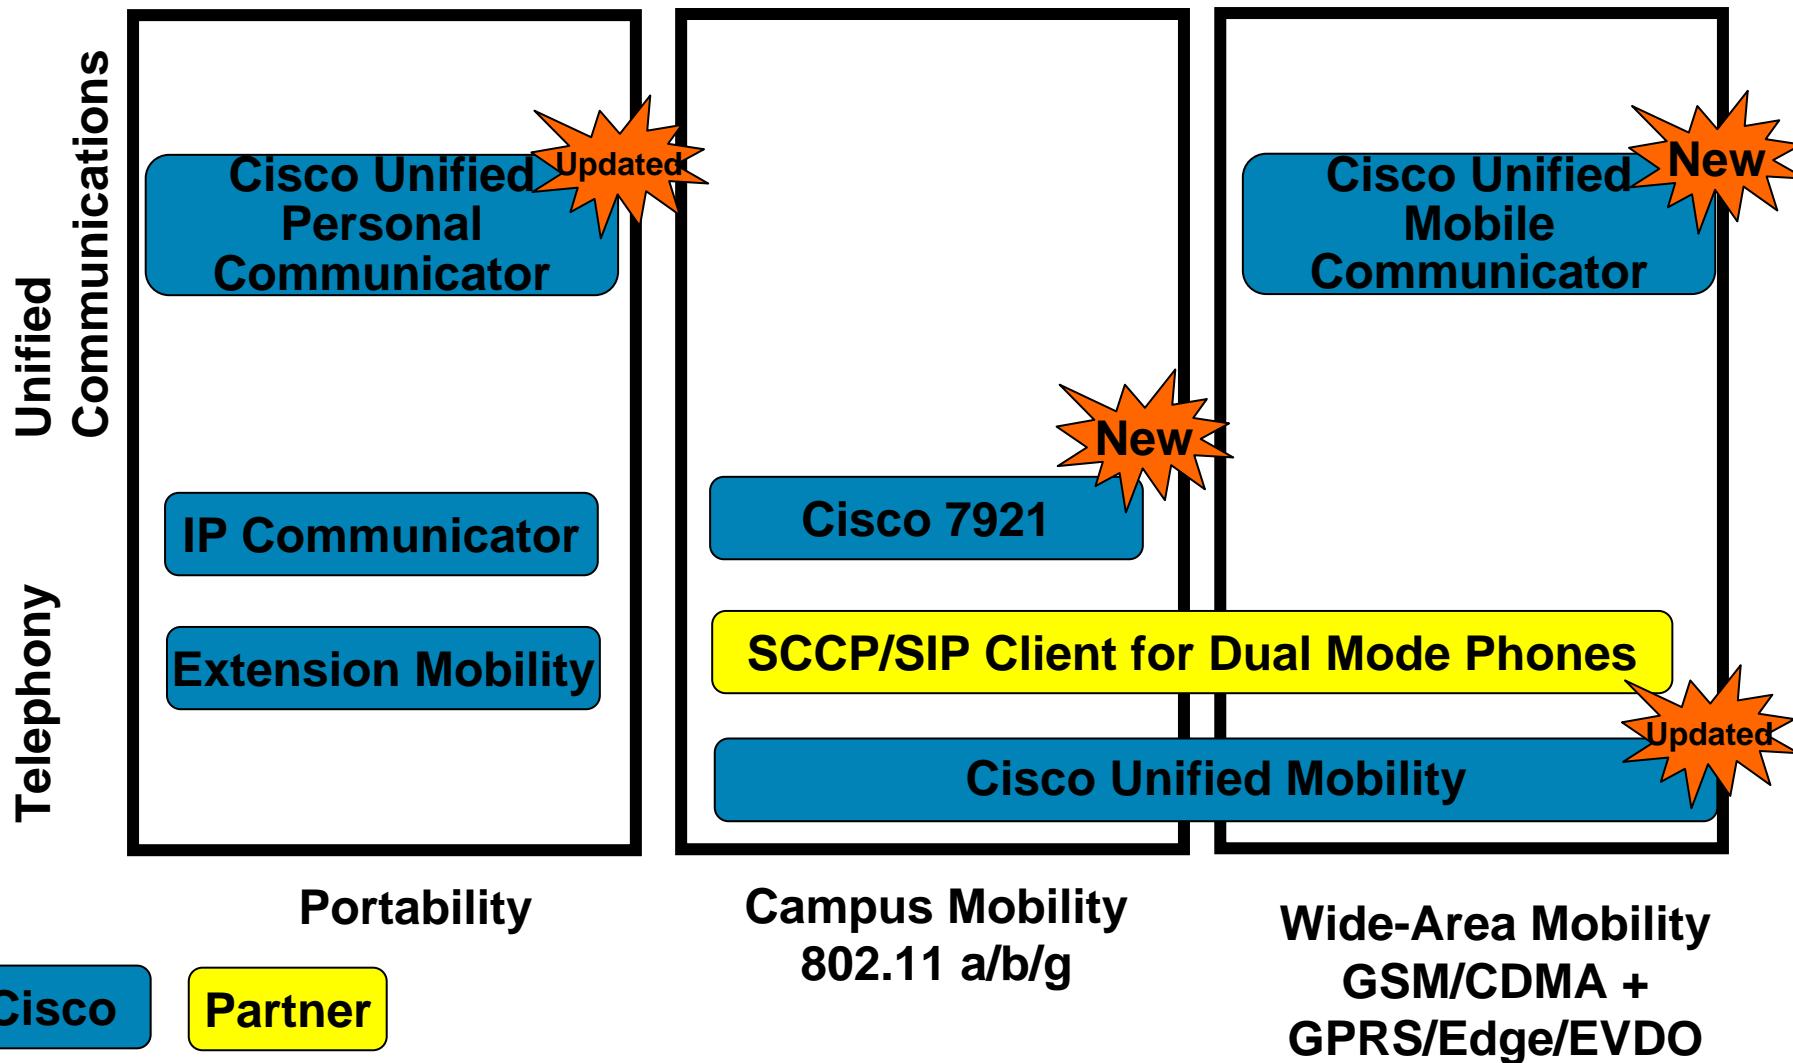 Unified
Communications
Telephony
Cisco Unified
Personal
Communicator
Updated
IP Communicator
Extension Mobility
New
Cisco 7921
Cisco Unified
Mobile
Communicator
New
SCCP/SIP Client for Dual Mode Phones
Cisco Unified Mobility
Updated
Portability
Campus Mobility
802.11 a/b/g
Wide-Area Mobility
GSM/CDMA +
GPRS/Edge/EVDO
Cisco
Partner